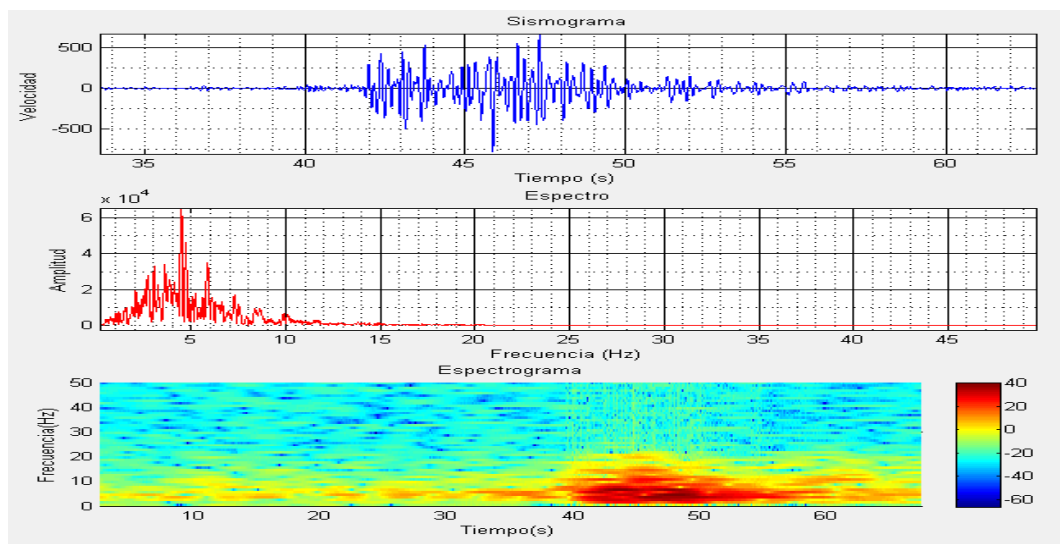 Sismograma
500
0
-500
Velocidad
35 40 45 50 55 60
Tiempo (s)
x 10^4
Espectro
6
4
2
0
Amplitud
5 10 15 20 25 30 35 40 45
Frecuencia (Hz)
Espectrograma
50
40
30
20
10
0
Frecuencia(Hz)
10 20 30 40 50 60
Tiempo(s)
40
20
0
-20
-40
-60